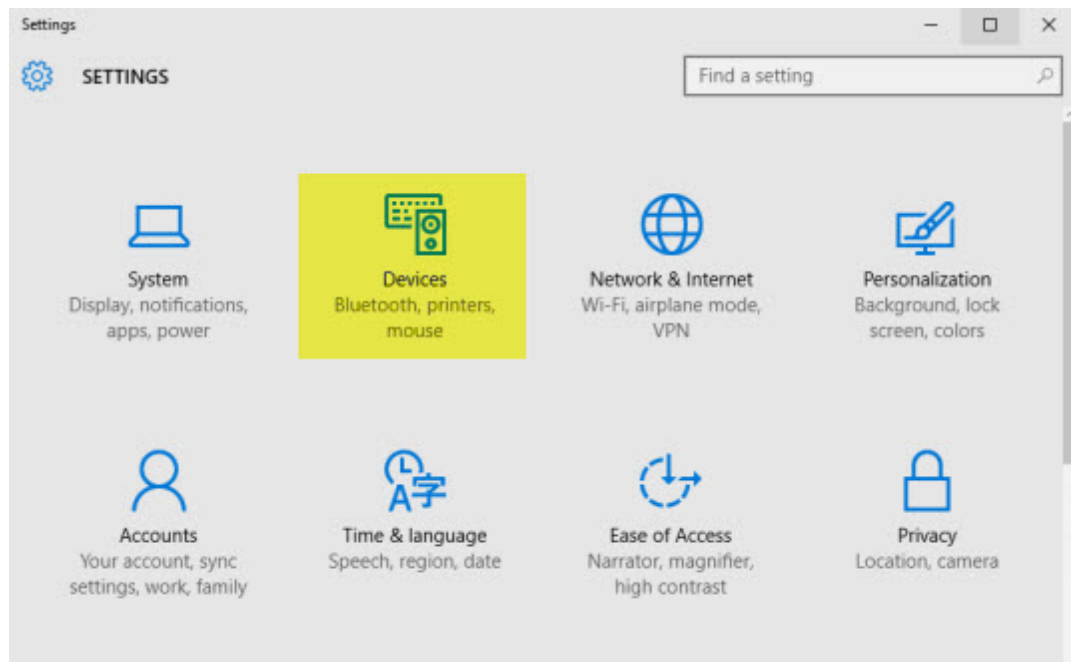 Settings
SETTINGS
Find a setting
System
Display, notifications,
apps, power
Devices
Bluetooth, printers,
mouse
Network & Internet
Wi-Fi, airplane mode,
VPN
Personalization
Background, lock
screen, colors
Accounts
Your account, sync
settings, work, family
A字
Time & language
Speech, region, date
Ease of Access
Narrator, magnifier,
high contrast
Privacy
Location, camera